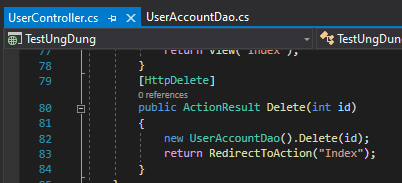 UserController.cs
UserAccountDao.cs
TestUngDung
TestUngDun
77 return View("Index");
78 }
79 [HttpDelete]
0 references
80 public ActionResult Delete(int id)
81 {
82 new UserAccountDao().Delete(id);
83 return RedirectToAction("Index");
84 }